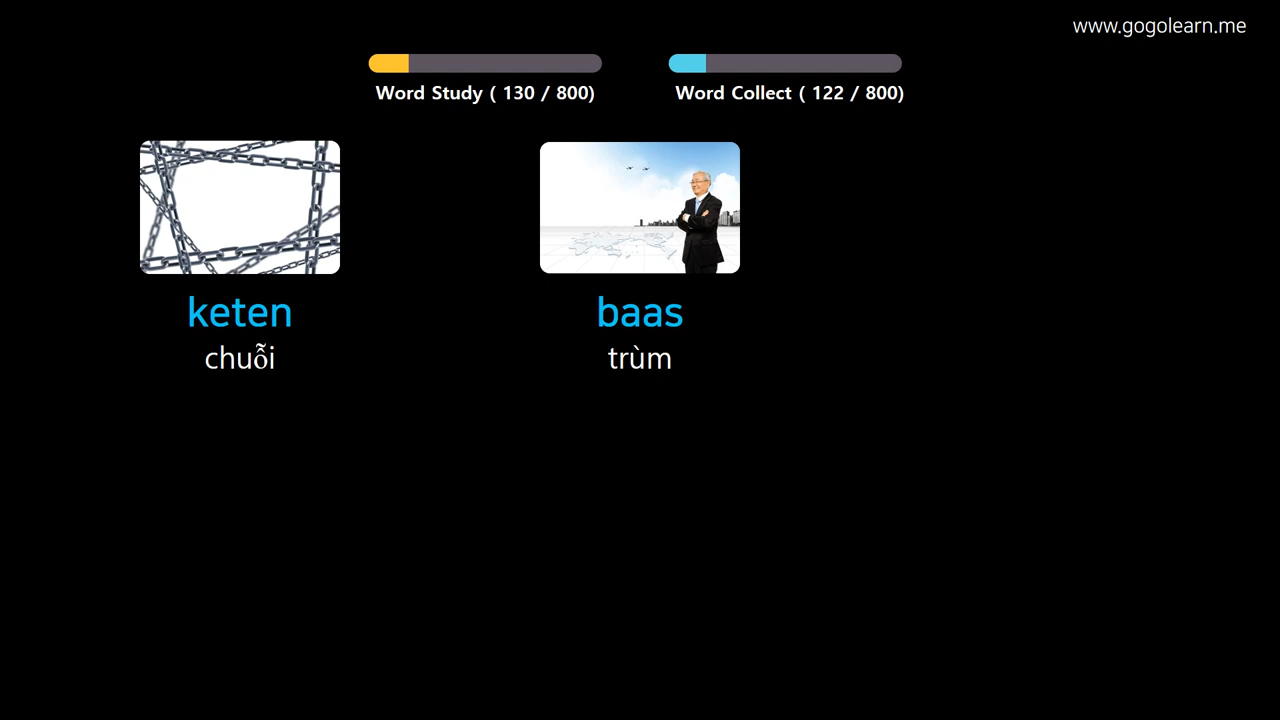 www.gogolearn.me
Word Study ( 130 / 800)
Word Collect ( 122 / 800)
keten
chuỗi
baas
trùm